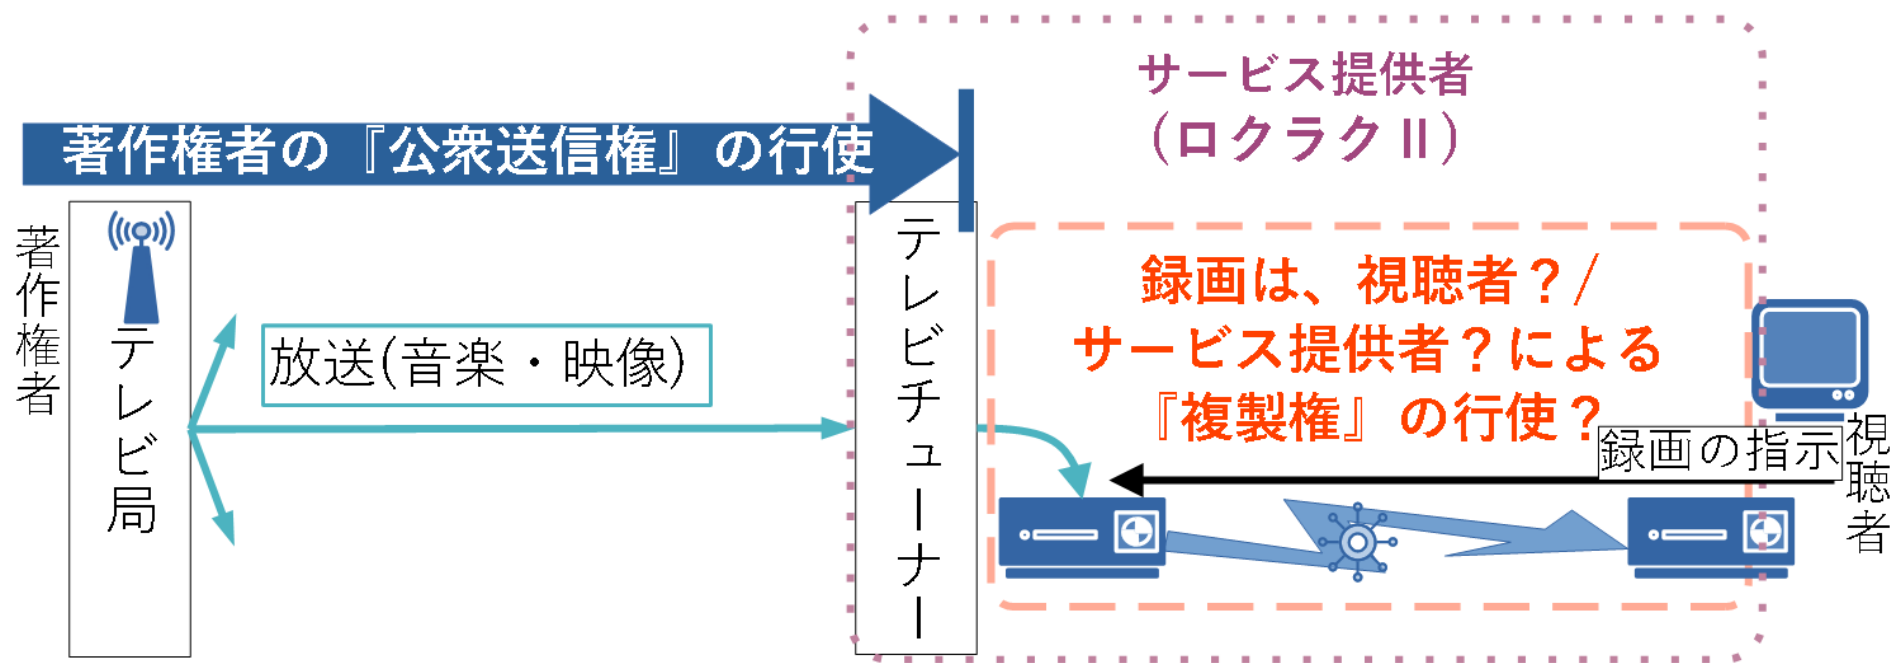 サービス提供者
(ロクラクⅡ)
著作権者の『公衆送信権』の行使
著作権者
テレビ局
放送(音楽・映像)
テレビチューナー
録画は、視聴者？/
サービス提供者？による
『複製権』の行使？
録画の指示
視聴者